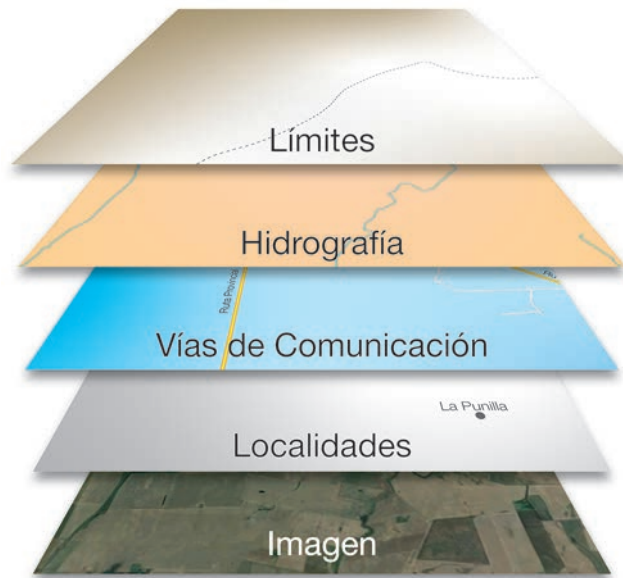 Límites
Hidrografía
Ruta Provincial
Vías de Comunicación
La Punilla
Localidades
Imagen